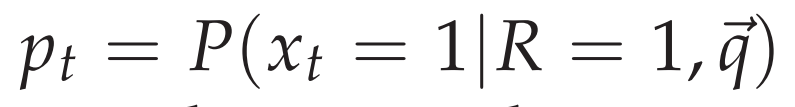 p_t = P(x_t = 1|R = 1, \vec{q})